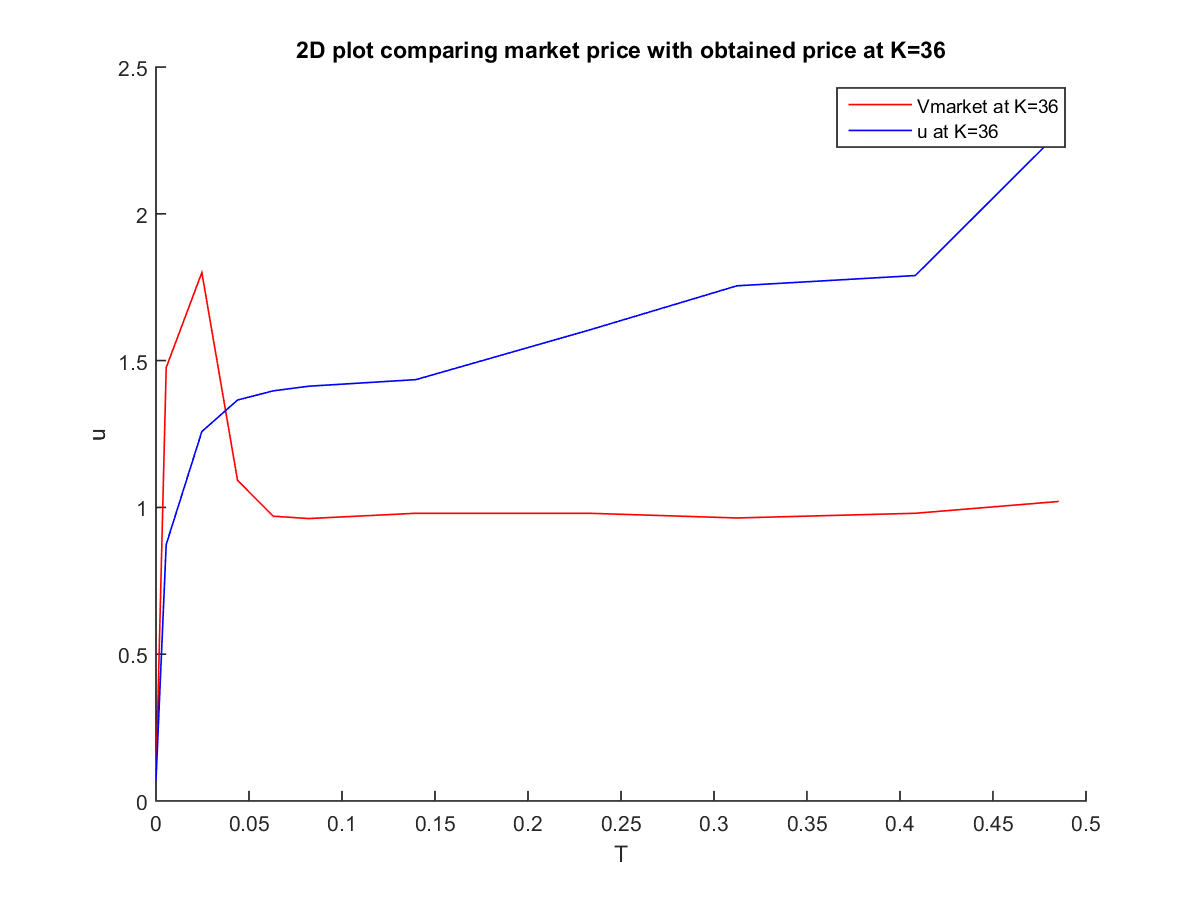 2D plot comparing market price with obtained price at K=36
2.5
2
1.5
1
0.5
0
u
Vmarket at K=36
u at K=36
0 0.05 0.1 0.15 0.2 0.25 0.3 0.35 0.4 0.45 0.5
T